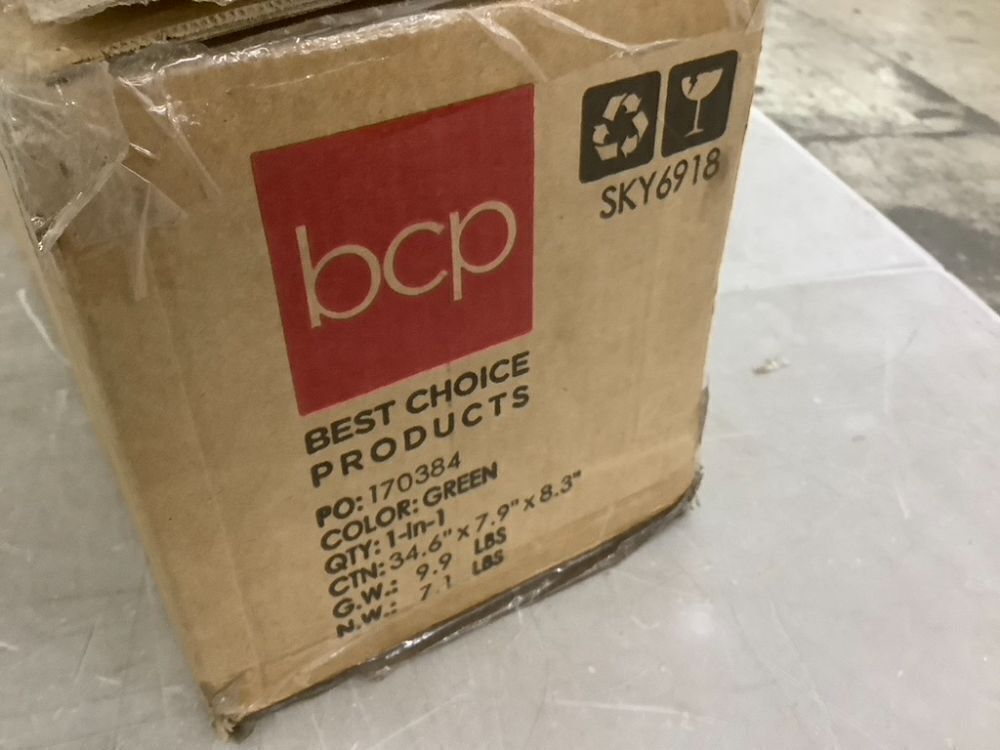 SKY6918
bcp
BEST CHOICE
PRODUCTS
PO: 170384
COLOR: GREEN
QTY: 1-In-1
CTN: 34.6" x 7.9" x 8.3"
G.W.: 9.9 LBS
N.W.: 7.1 LBS